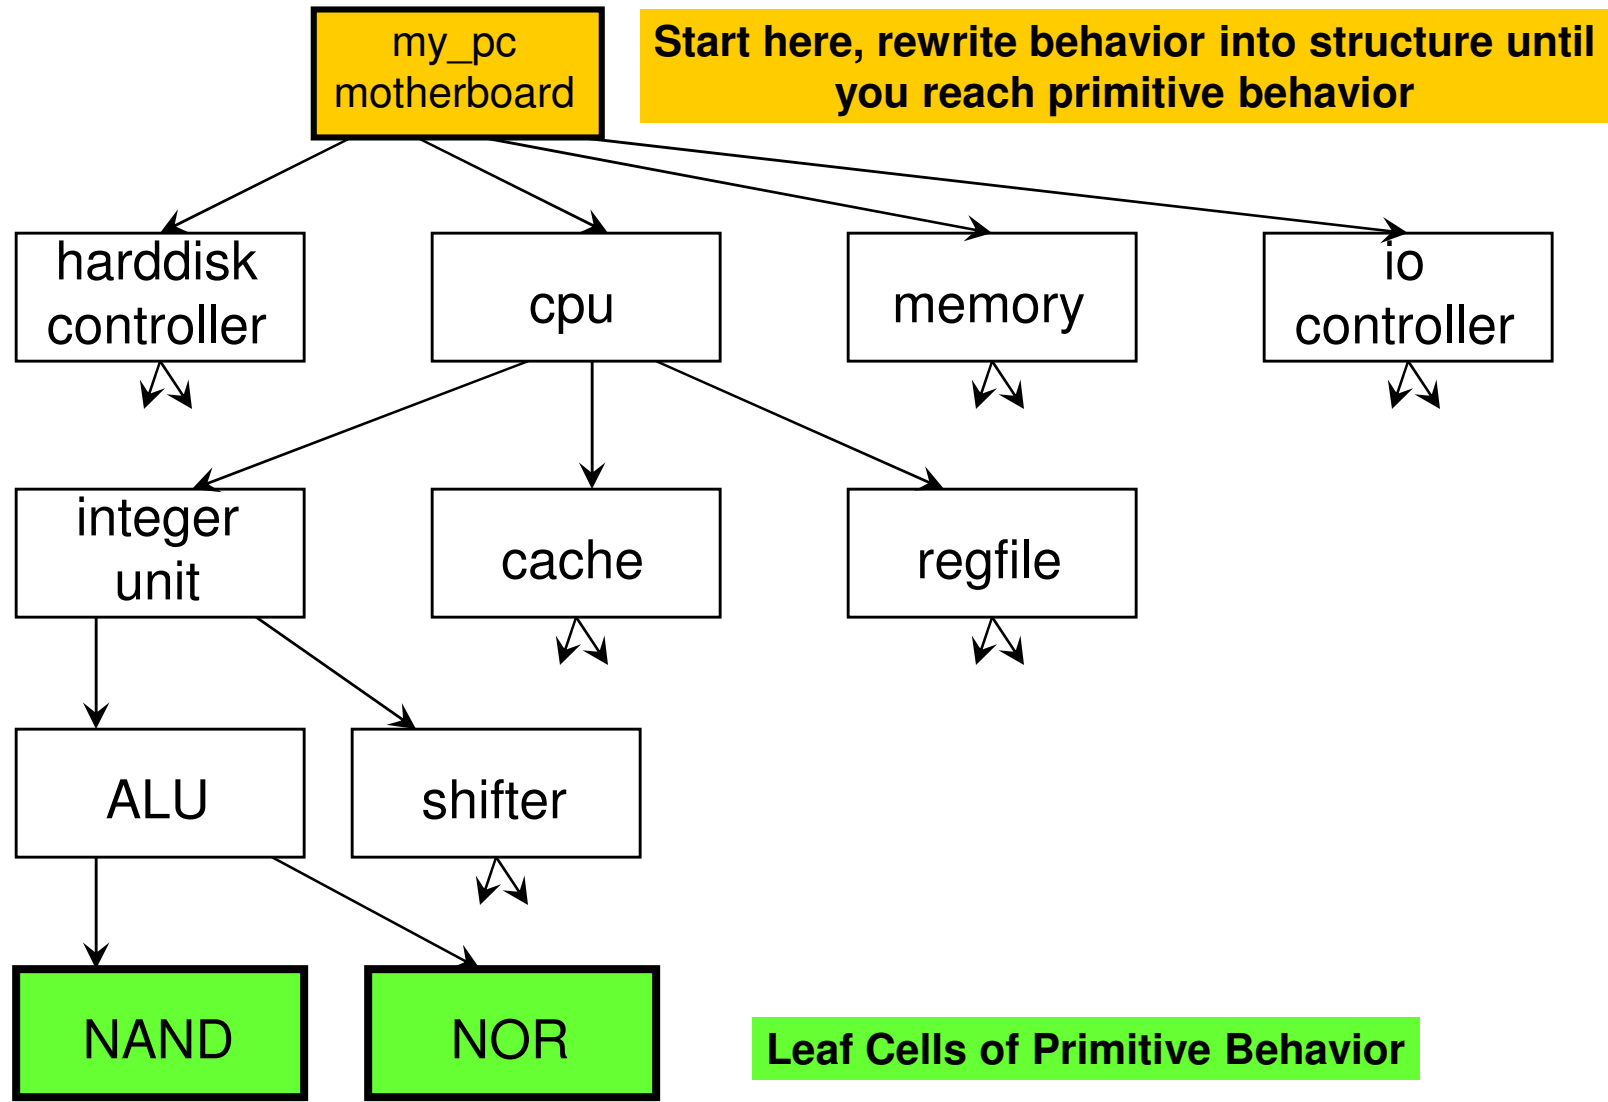 my_pc
motherboard
Start here, rewrite behavior into structure until
you reach primitive behavior
harddisk
controller
cpu
memory
io
controller
integer
unit
cache
regfile
ALU
shifter
NAND
NOR
Leaf Cells of Primitive Behavior